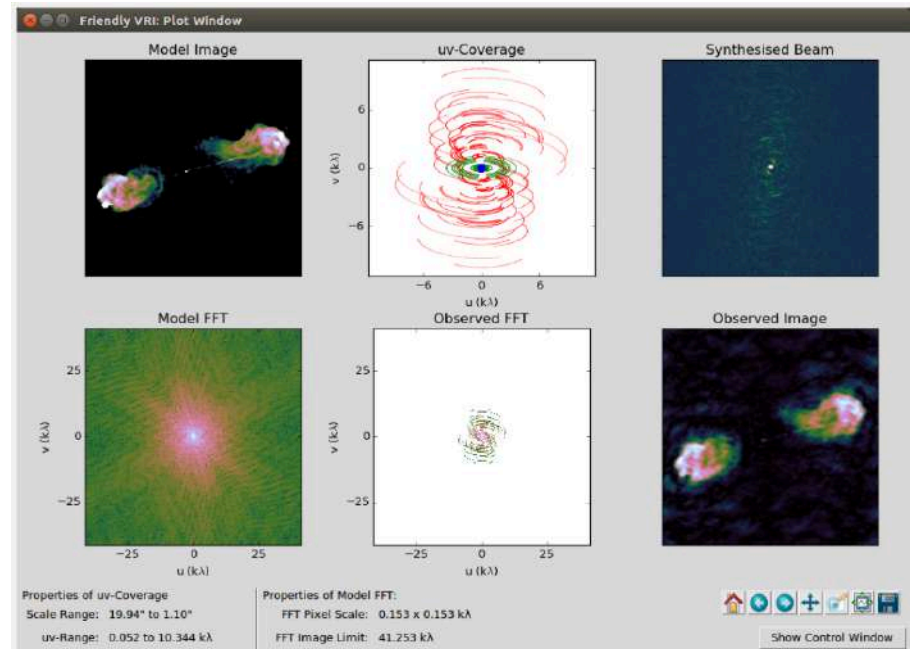 Friendly VRI: Plot Window
Model Image
uv-Coverage
Synthesised Beam
v (kλ)
6
0
−6
−6
0
6
u (kλ)
Model FFT
Observed FFT
Observed Image
v (kλ)
25
0
−25
−25
0
25
u (kλ)
v (kλ)
25
0
−25
−25
0
25
u (kλ)
Properties of uv-Coverage
Scale Range: 19.94" to 1.10"
uv-Range: 0.052 to 10.344 kλ
Properties of Model FFT:
FFT Pixel Scale: 0.153 x 0.153 kλ
FFT Image Limit: 41.253 kλ
Show Control Window